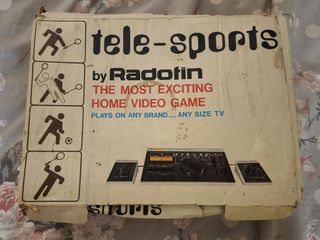 tele-sports
by Radofin
THE MOST EXCITING
HOME VIDEO GAME
PLAYS ON ANY BRAND....ANY SIZE TV
sports